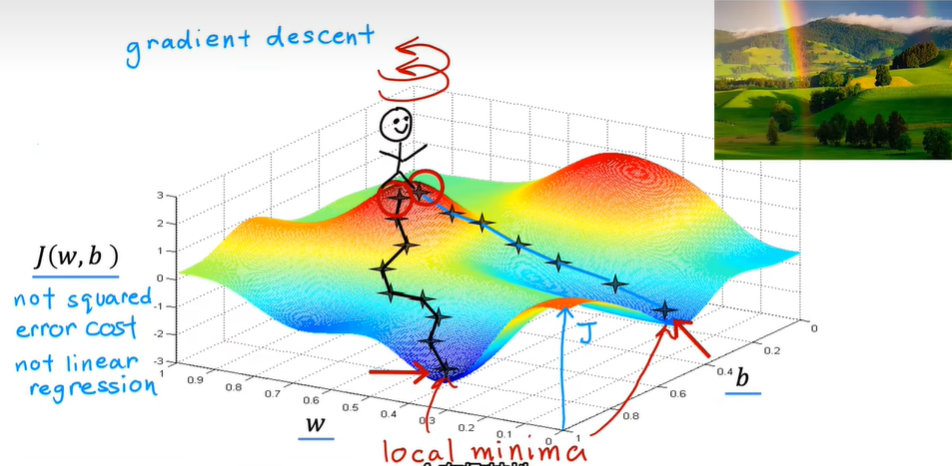 gradient descent
J(w, b)
not squared
error cost
not linear
regression
3
2
1
0
-1
-2
-3
1
0.9
0.8
0.7
0.6
0.5
0.4
0.3
0.2
0.1
0
w
1
0.8
0.6
0.4
0.2
0
b
J
local minima